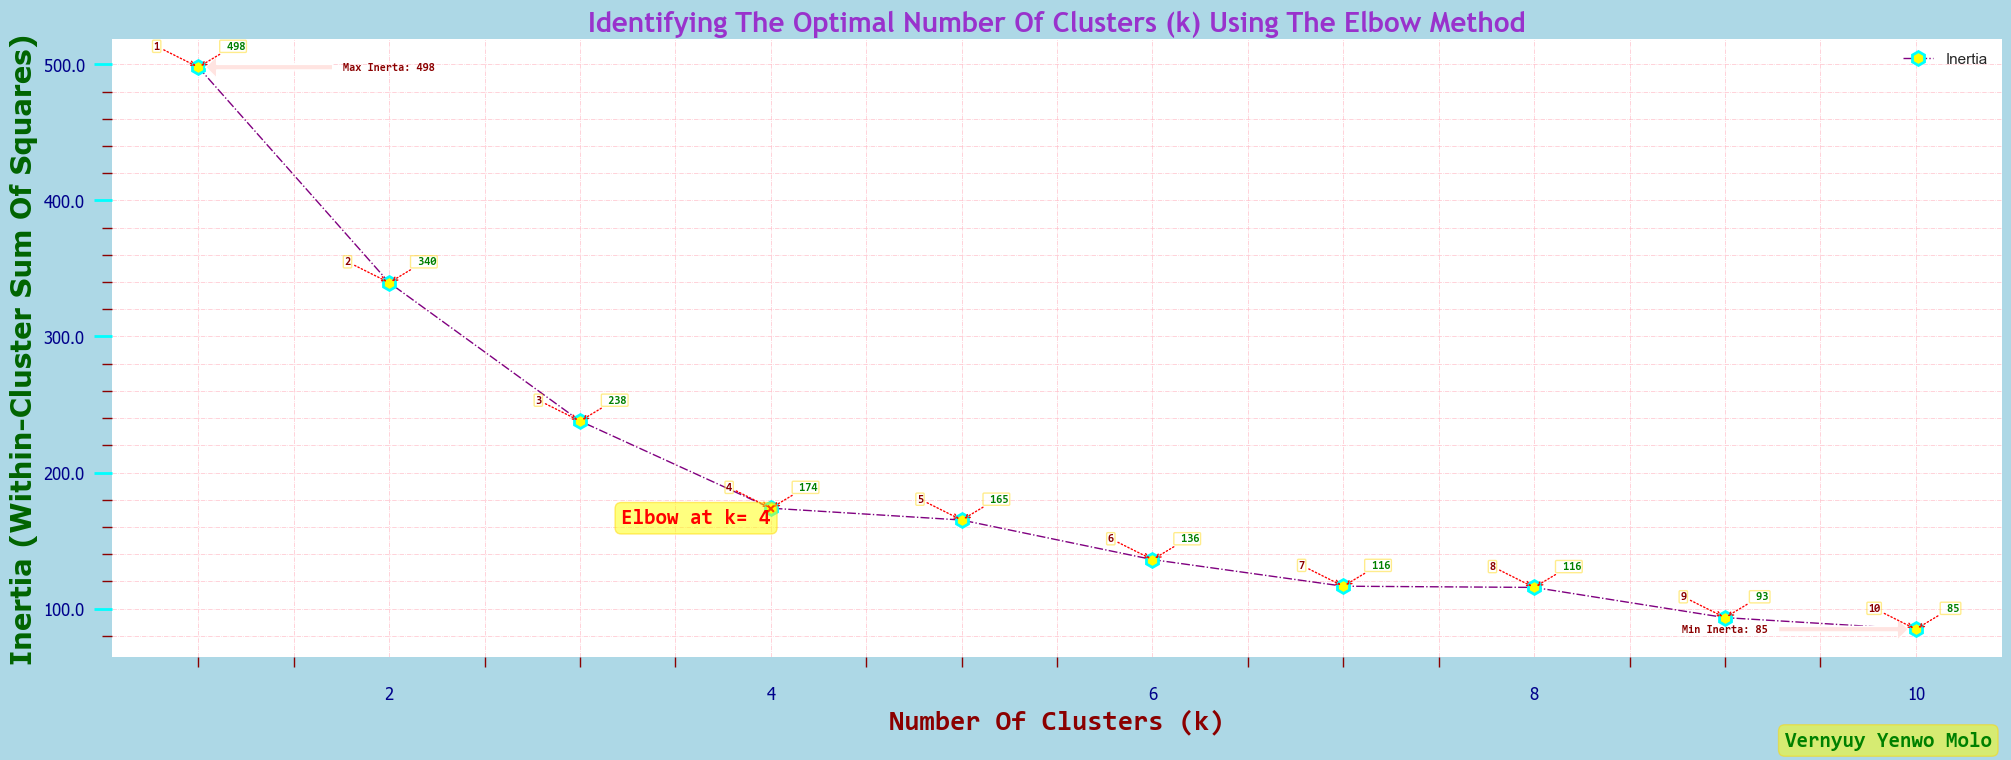 Identifying The Optimal Number Of Clusters (k) Using The Elbow Method
Inertia (Within-Cluster Sum Of Squares)
500.0
400.0
300.0
200.0
100.0
Inertia
1 498
Max Inerta: 498
2 340
3 238
4 174
Elbow at k= 4
5 165
6 136
7 116
8 116
9 93
10 85
Min Inerta: 85
2 4 6 8 10
Number Of Clusters (k)
Vernyuy Yenwo Molo